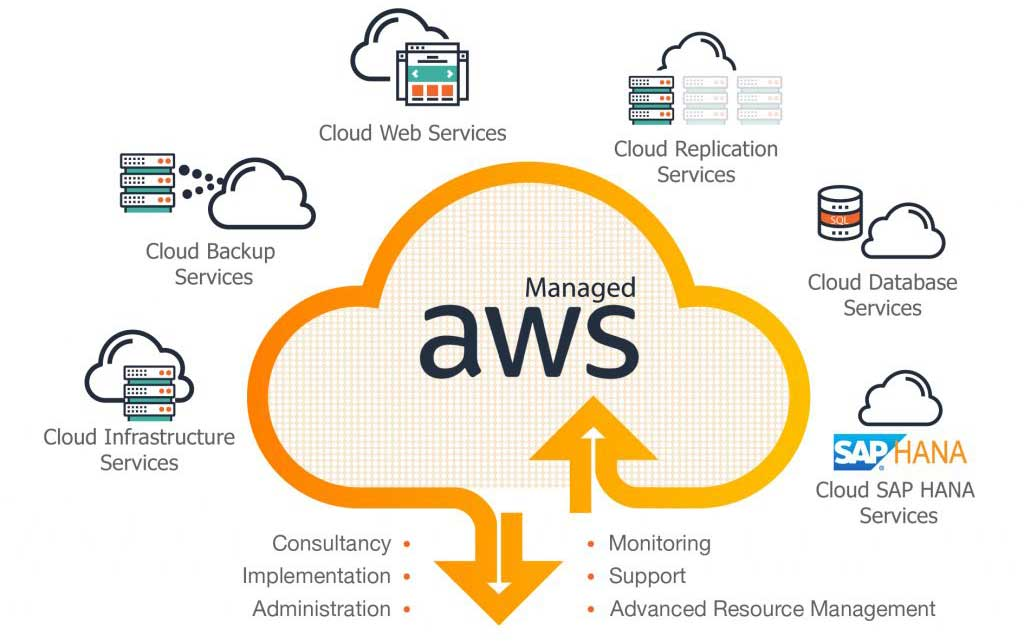 Cloud Web Services
Cloud Replication
Services
Cloud Backup
Services
SQL
Cloud Database
Services
Managed
aws
Cloud Infrastructure
Services
SAP HANA
Cloud SAP HANA
Services
Consultancy •
Implementation •
Administration •
• Monitoring
• Support
• Advanced Resource Management